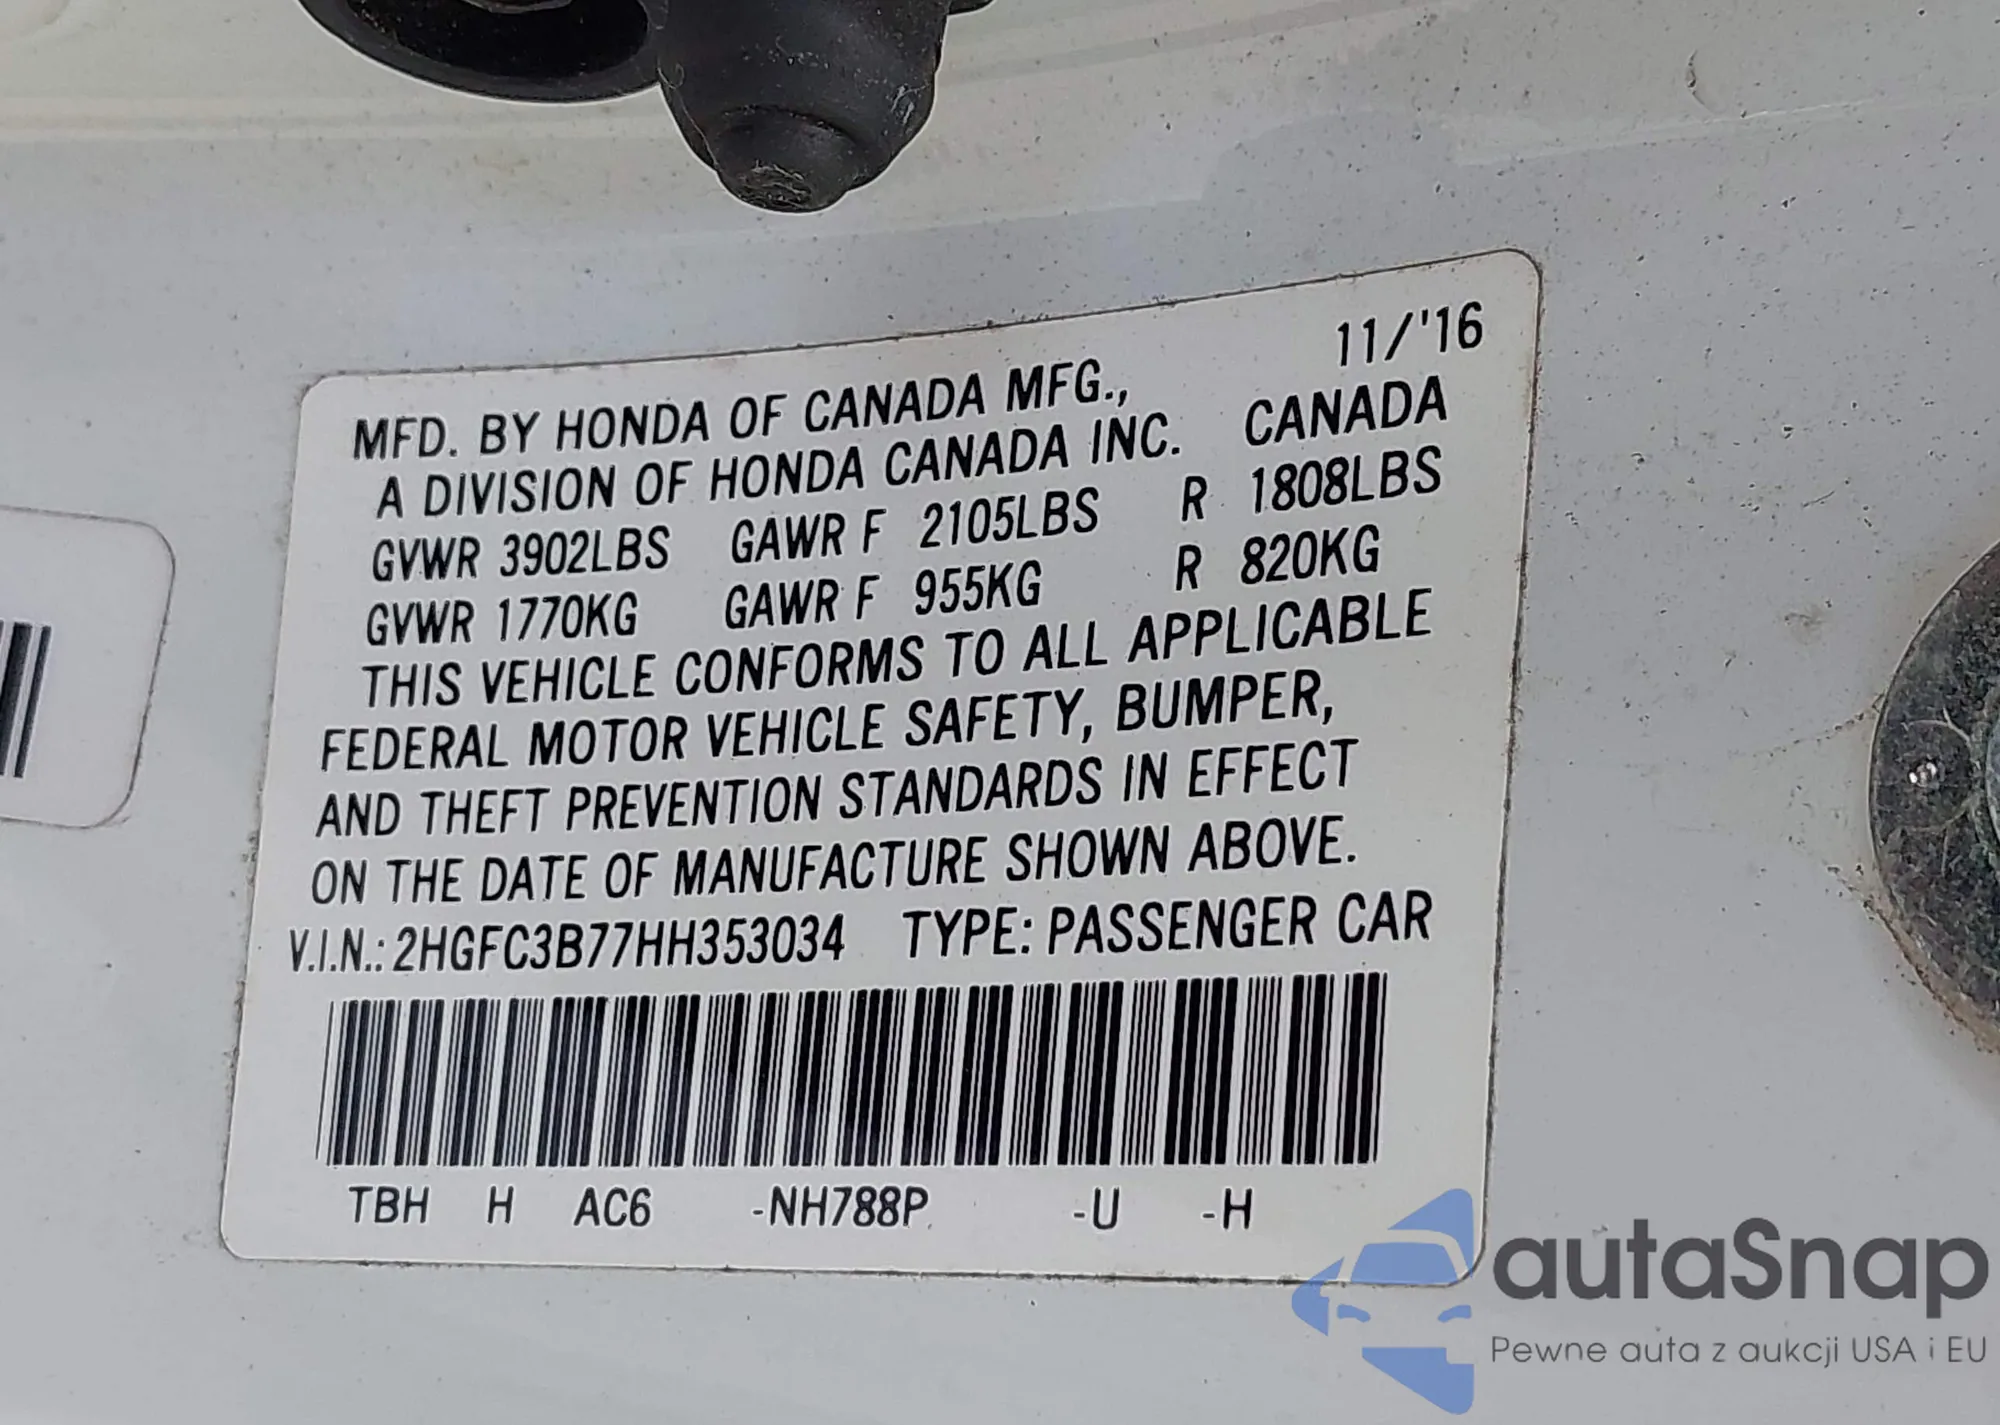 11/'16
MFD. BY HONDA OF CANADA MFG.,
A DIVISION OF HONDA CANADA INC. CANADA
GVWR 3902LBS GAWR F 2105LBS R 1808LBS
GVWR 1770KG GAWR F 955KG R 820KG
THIS VEHICLE CONFORMS TO ALL APPLICABLE
FEDERAL MOTOR VEHICLE SAFETY, BUMPER,
AND THEFT PREVENTION STANDARDS IN EFFECT
ON THE DATE OF MANUFACTURE SHOWN ABOVE.
V.I.N.: 2HGFC3B77HH353034 TYPE: PASSENGER CAR
TBH H AC6 -NH788P -U -H
autaSnap
Pewne auta z aukcji USA i EU